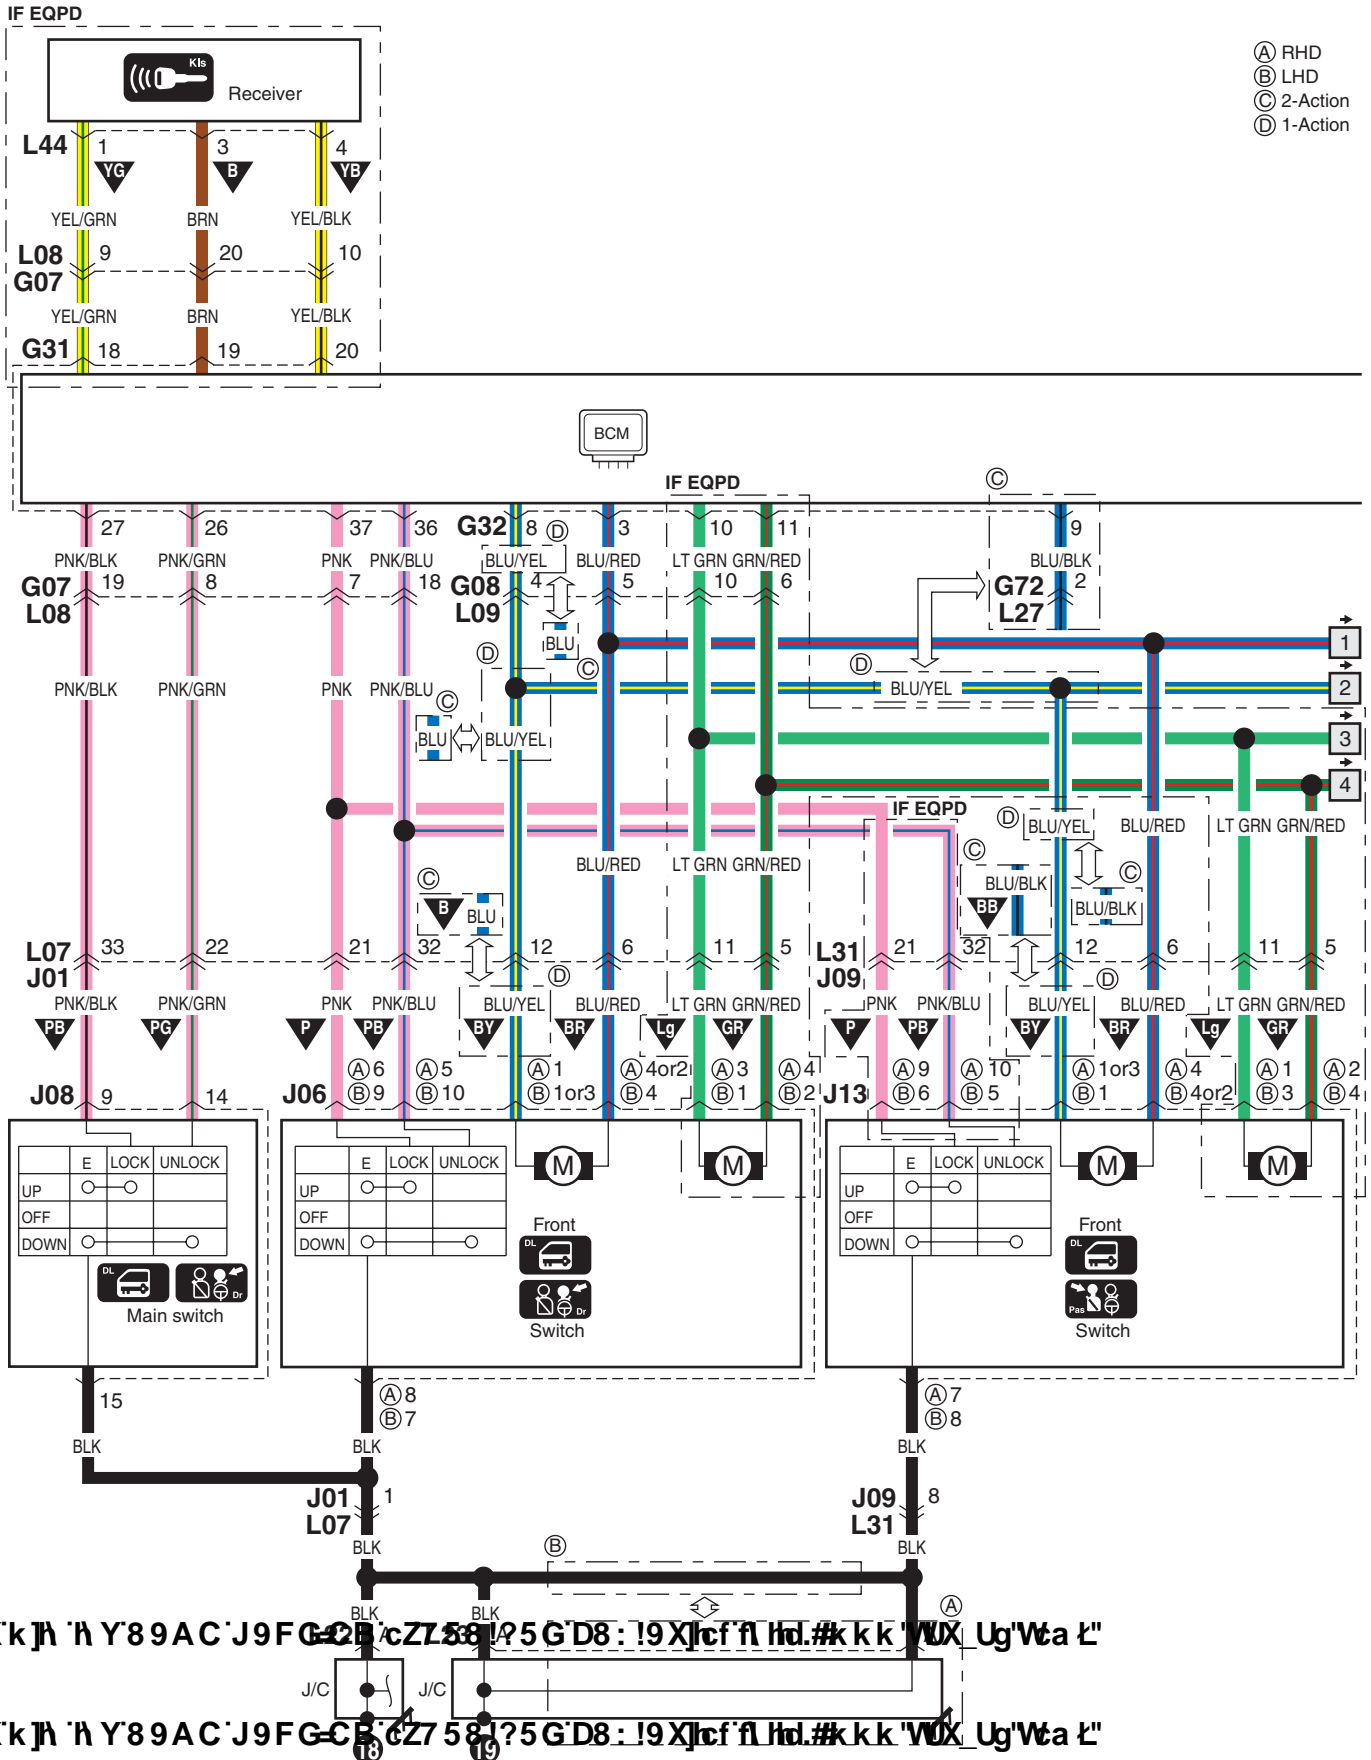 IF EQPD
Ⓐ RHD
Ⓑ LHD
Ⓒ 2-Action
Ⓓ 1-Action
Kls
Receiver
L44 1 3 4
YG B YB
YEL/GRN BRN YEL/BLK
L08 9 20 10
G07
YEL/GRN BRN YEL/BLK
G31 18 19 20
BCM
IF EQPD Ⓒ
27 26 37 36 G32 8 Ⓓ 3 10 11 9
PNK/BLK PNK/GRN PNK PNK/BLU BLU/YEL BLU/RED LT GRN GRN/RED BLU/BLK
G07 19 8 7 18 G08 4 5 10 6 G72 2
L08 L09 L27
BLU 1
Ⓓ Ⓒ Ⓓ
PNK/BLK PNK/GRN PNK PNK/BLU BLU/YEL 2
Ⓒ
BLU BLU/YEL 3
4
IF EQPD
Ⓓ BLU/YEL BLU/RED LT GRN GRN/RED
BLU/RED LT GRN GRN/RED Ⓒ
Ⓒ BLU/BLK Ⓒ
B BLU BB BLU/BLK
L07 33 22 21 32 12 6 11 5 L31 21 32 12 6 11 5
J01 Ⓓ J09 Ⓓ
PNK/BLK PNK/GRN PNK PNK/BLU BLU/YEL BLU/RED LT GRN GRN/RED PNK PNK/BLU BLU/YEL BLU/RED LT GRN GRN/RED
PB PG P PB BY BR Lg GR P PB BY BR Lg GR
Ⓐ6 Ⓐ5 Ⓐ1 Ⓐ4or2 Ⓐ3 Ⓐ4 Ⓐ9 Ⓐ10 Ⓐ1or3 Ⓐ4 Ⓐ1 Ⓐ2
J08 9 14 J06 Ⓑ9 Ⓑ10 Ⓑ1or3 Ⓑ4 Ⓑ1 Ⓑ2 J13 Ⓑ6 Ⓑ5 Ⓑ1 Ⓑ4or2 Ⓑ3 Ⓑ4
E LOCK UNLOCK E LOCK UNLOCK M M E LOCK UNLOCK M M
UP UP UP
OFF OFF OFF
DOWN DOWN DOWN
Front Front
DL DL DL
Dr Dr Pas
Main switch Switch Switch
15 Ⓐ8 Ⓐ7
Ⓑ7 Ⓑ8
BLK BLK BLK
J01 1 J09 8
L07 L31
BLK Ⓑ BLK
BLK BLK Ⓐ
J/C J/C
18 19